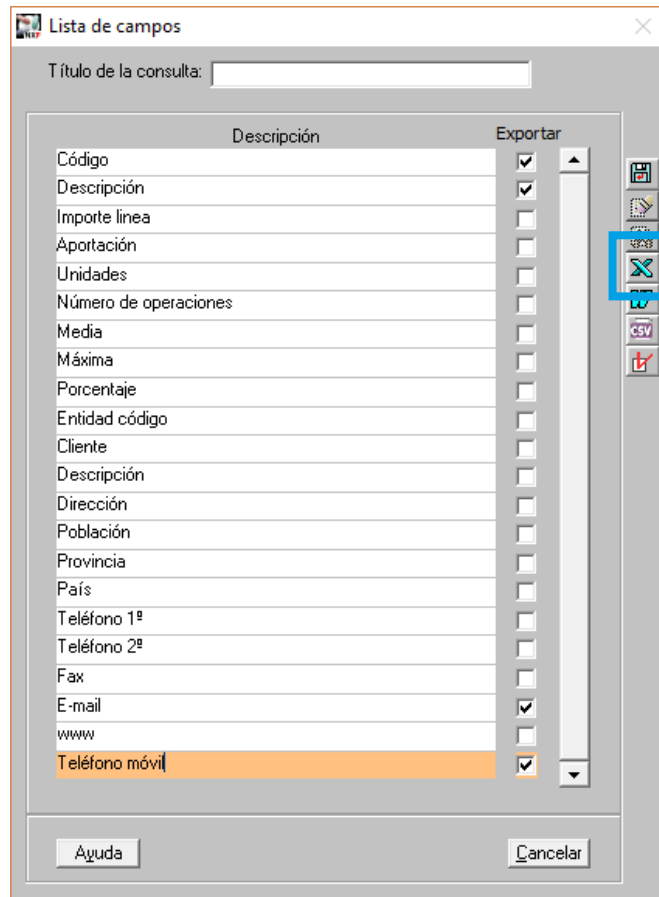 Lista de campos
Título de la consulta:
Descripción Exportar
Código
Descripción
Importe linea
Aportación
Unidades
Número de operaciones
Media
Máxima
Porcentaje
Entidad código
Cliente
Descripción
Dirección
Población
Provincia
País
Teléfono 1º
Teléfono 2º
Fax
E-mail
www
Teléfono móvil
CSV
Ayuda Cancelar